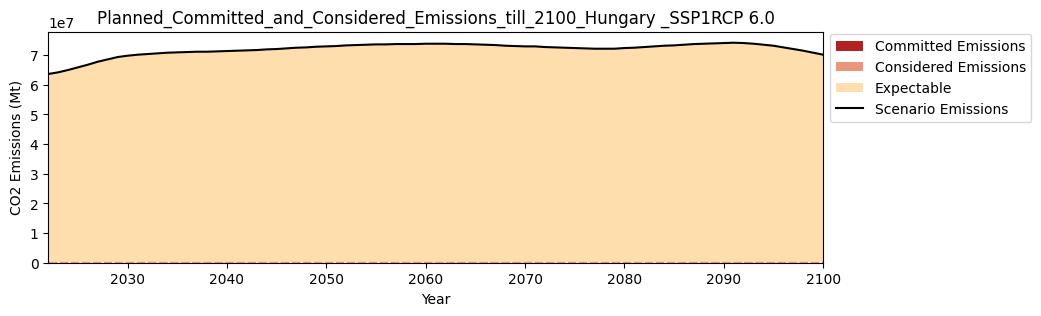 Planned_Committed_and_Considered_Emissions_till_2100_Hungary _SSP1RCP 6.0
1e7
7
6
5
4
3
2
1
0
CO2 Emissions (Mt)
2030 2040 2050 2060 2070 2080 2090 2100
Year
Committed Emissions
Considered Emissions
Expectable
Scenario Emissions